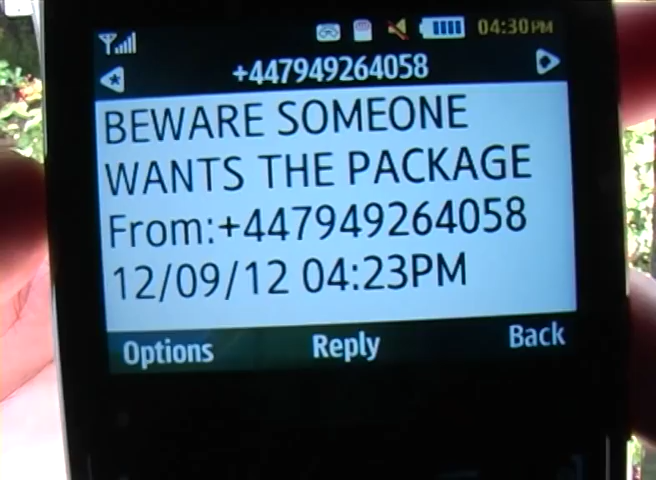 04:30PM
+447949264058
BEWARE SOMEONE
WANTS THE PACKAGE
From:+447949264058
12/09/12 04:23PM
Options Reply Back